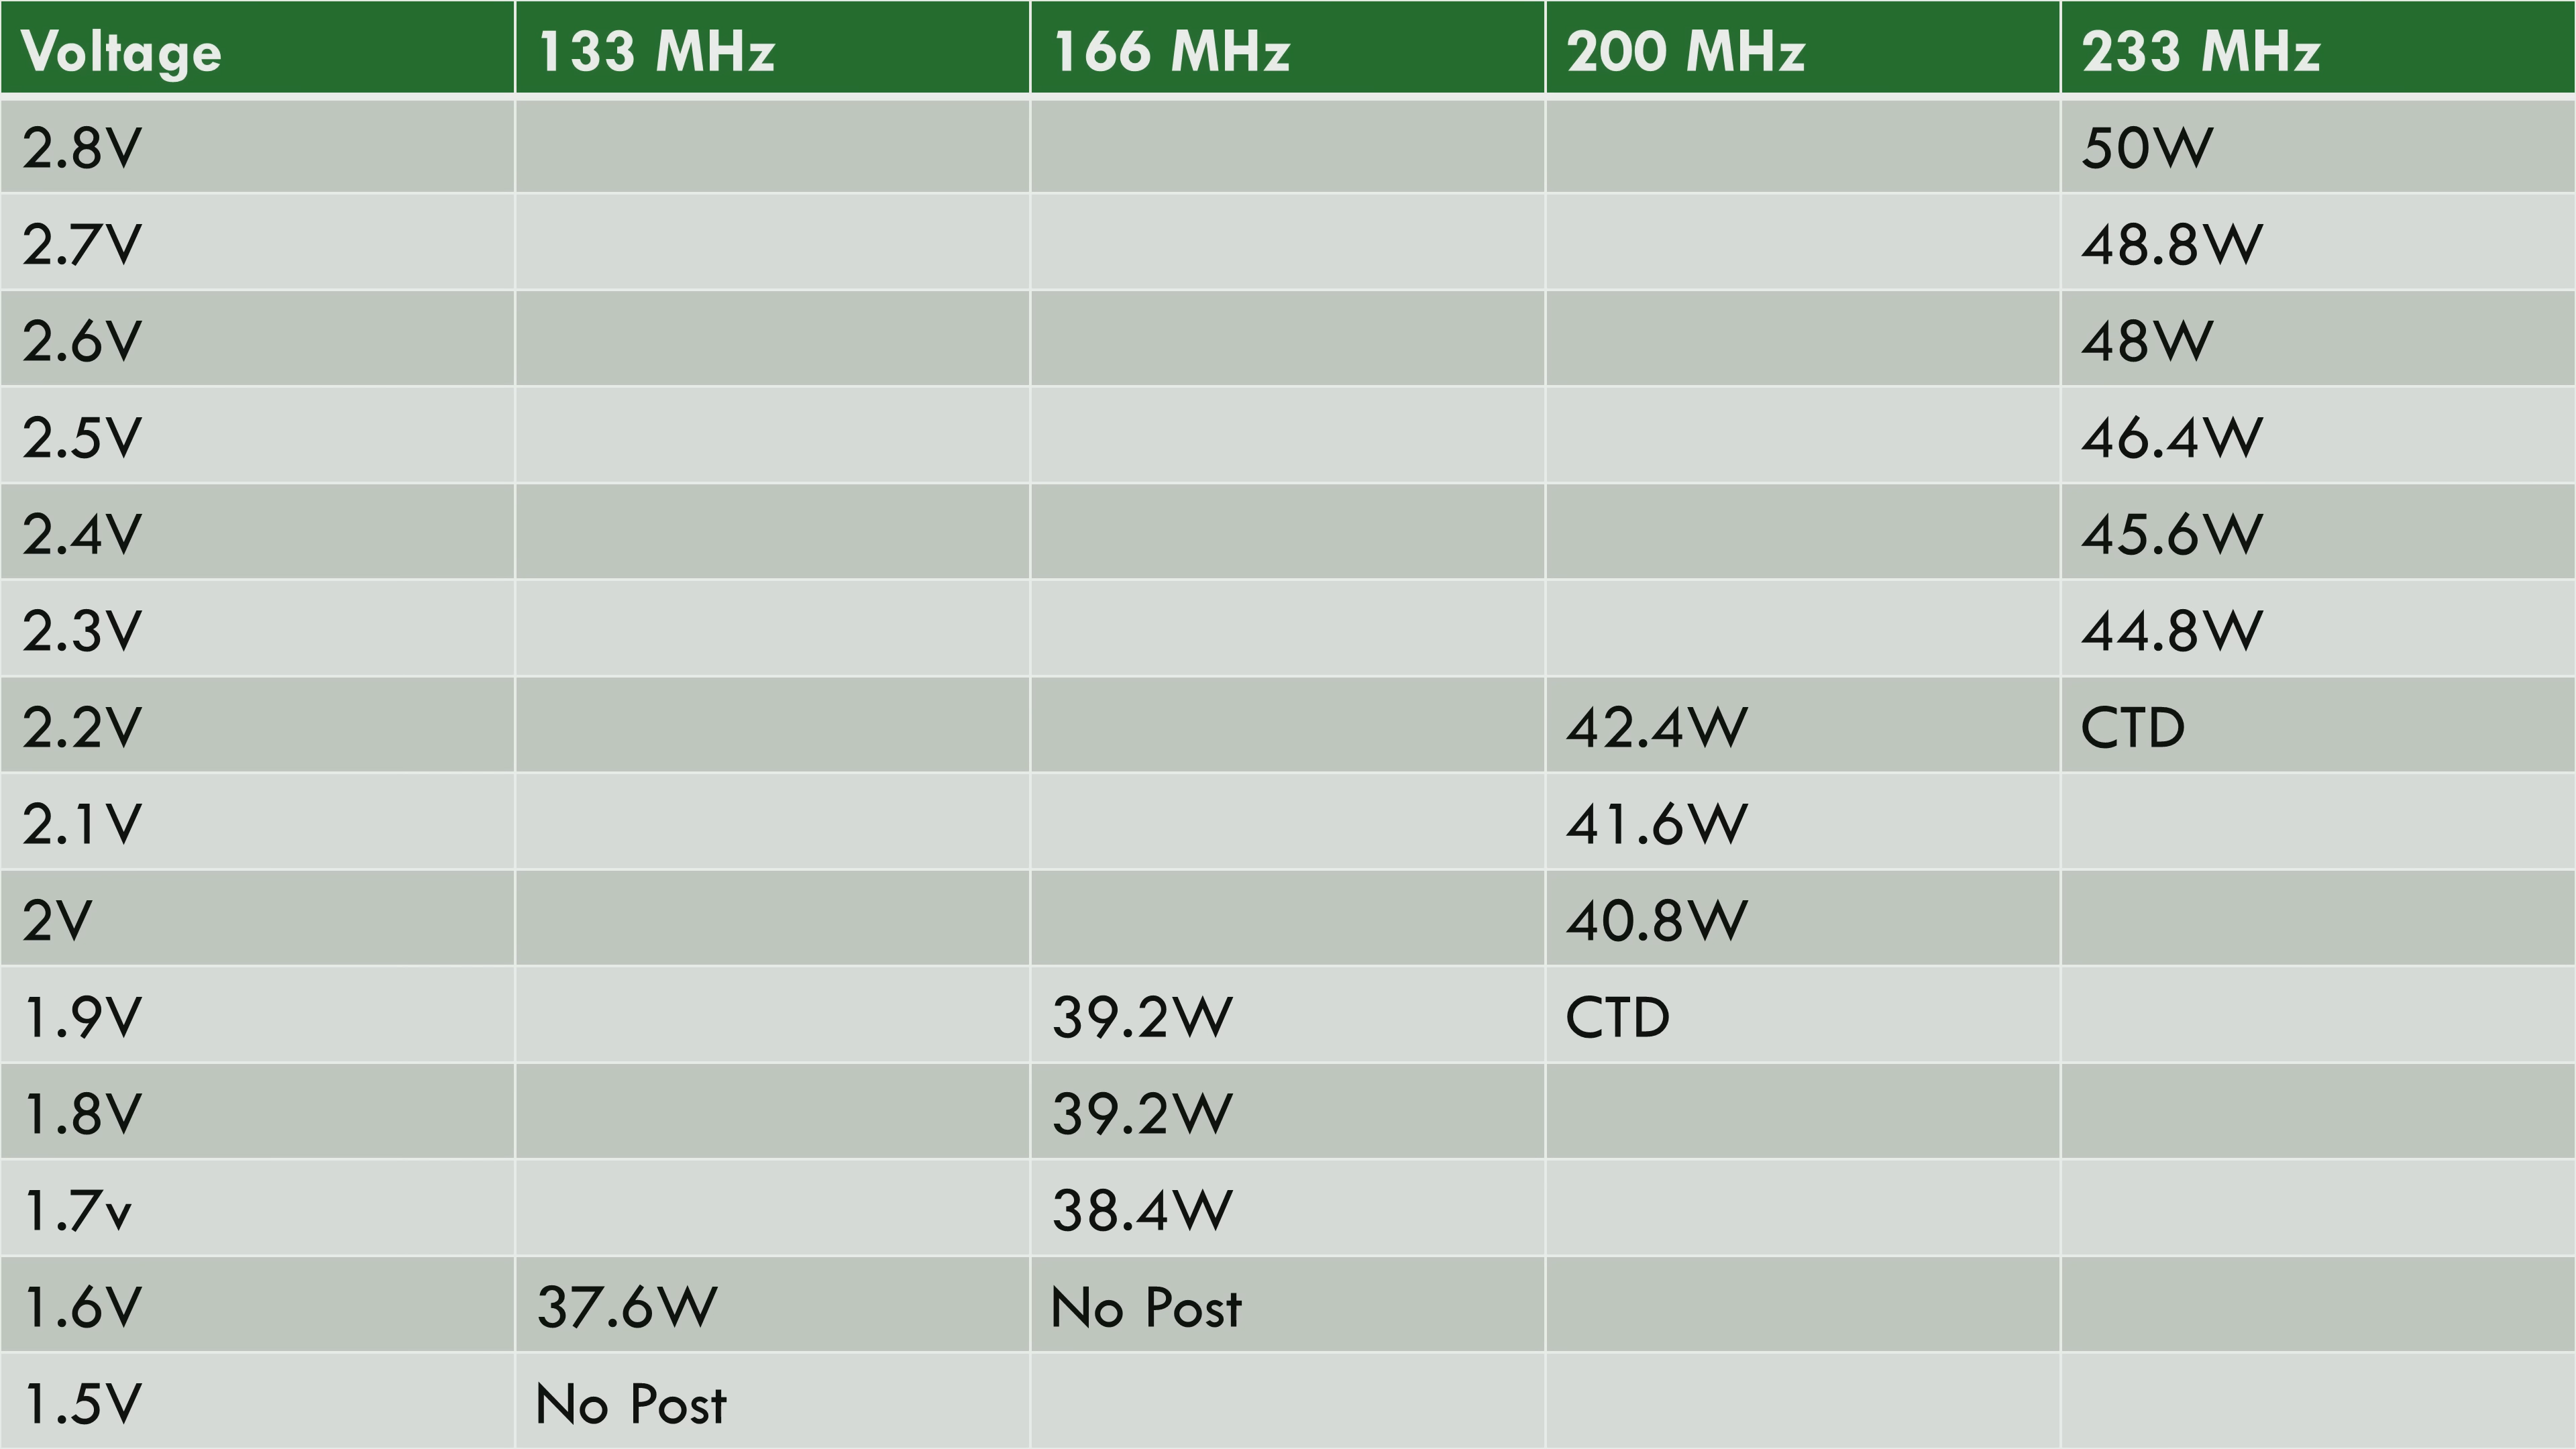 Voltage 133 MHz 166 MHz 200 MHz 233 MHz
2.8V 50W
2.7V 48.8W
2.6V 48W
2.5V 46.4W
2.4V 45.6W
2.3V 44.8W
2.2V 42.4W CTD
2.1V 41.6W
2V 40.8W
1.9V 39.2W CTD
1.8V 39.2W
1.7v 38.4W
1.6V 37.6W No Post
1.5V No Post